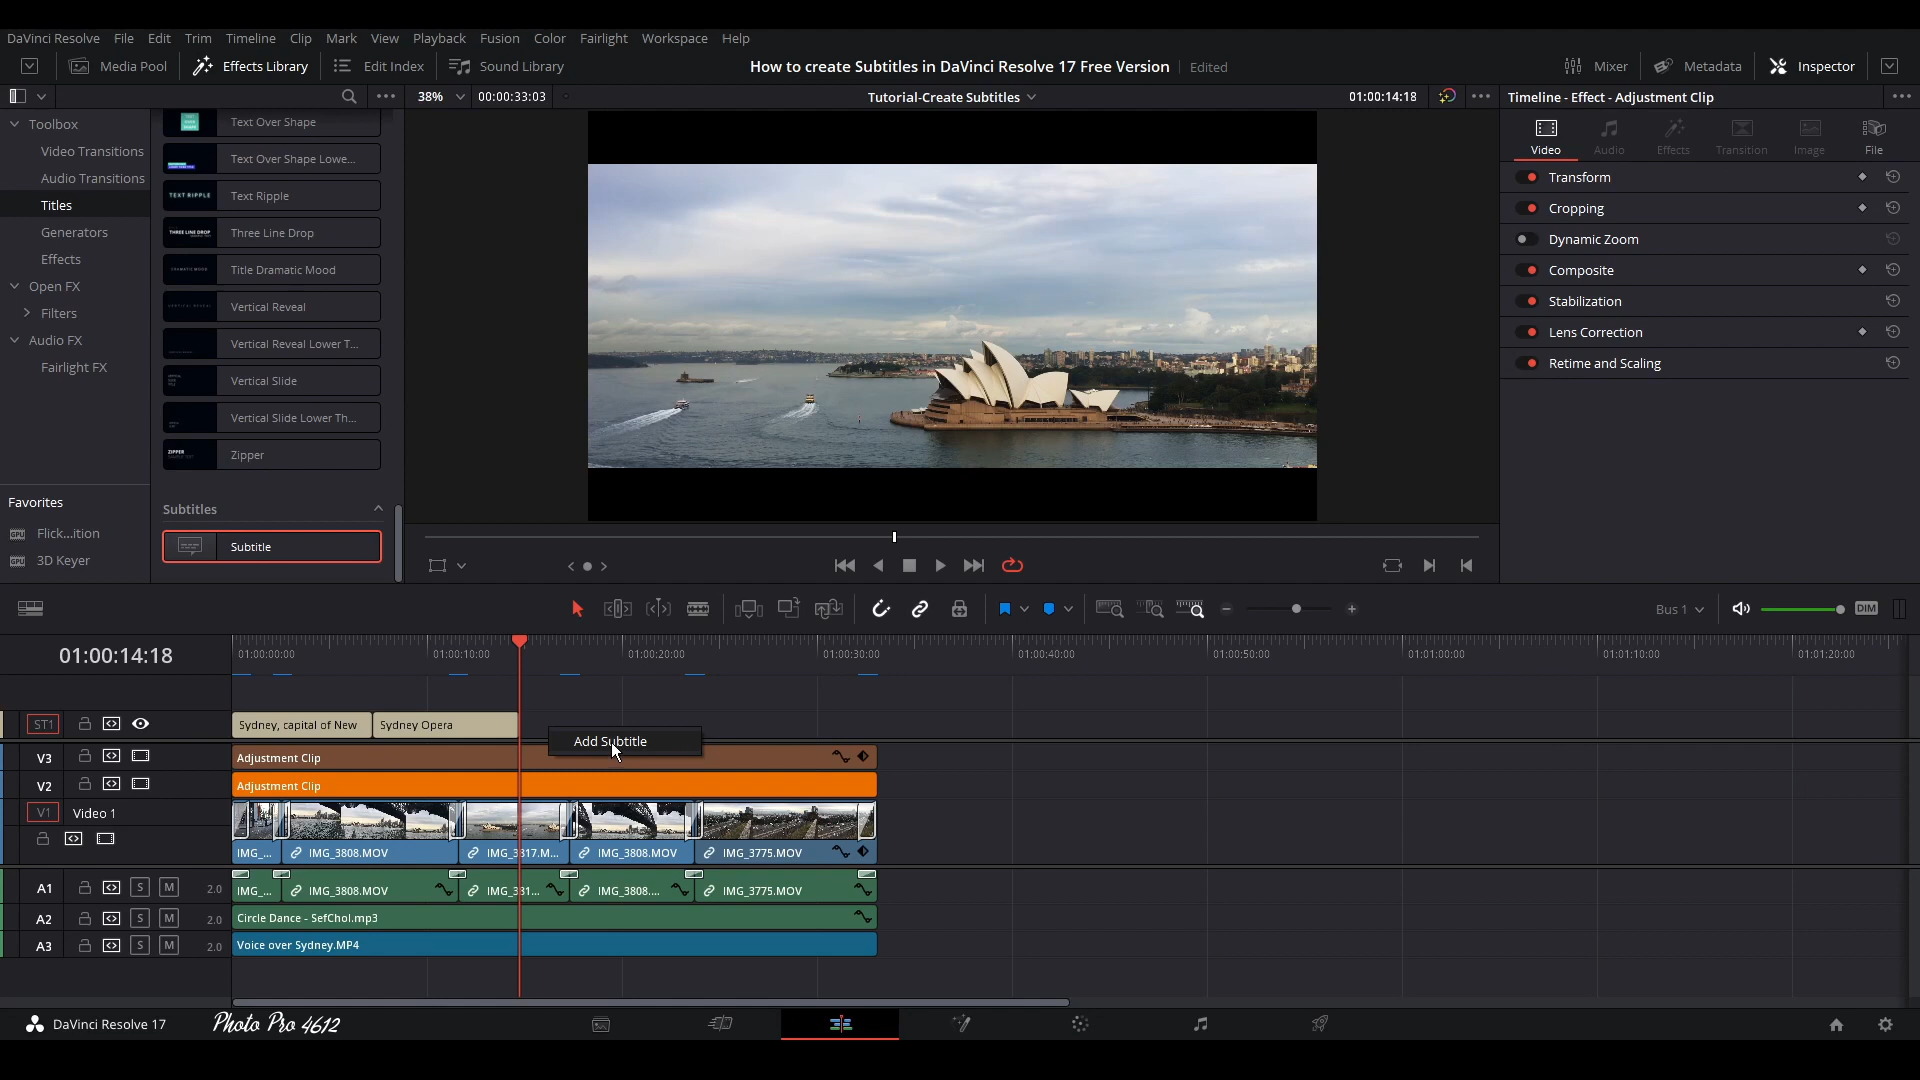 DaVinci Resolve File Edit Trim Timeline Clip Mark View Playback Fusion Color Fairlight Workspace Help
Media Pool Effects Library Edit Index Sound Library How to create Subtitles in DaVinci Resolve 17 Free Version Edited Mixer Metadata Inspector
38% 00:00:33:03 Tutorial-Create Subtitles 01:00:14:18 Timeline - Effect - Adjustment Clip
Toolbox
Video Transitions
Audio Transitions
Titles
Generators
Effects
Open FX
Filters
Audio FX
Fairlight FX
Favorites
Flick...ition
3D Keyer
Text Over Shape
Text Over Shape Lowe...
TEXT RIPPLE Text Ripple
THREE LINE DROP Three Line Drop
Title Dramatic Mood
Vertical Reveal
Vertical Reveal Lower T...
Vertical Slide
Vertical Slide Lower Th...
ZIPPER Zipper
Subtitles
Subtitle
Video Audio Effects Transition Image File
Transform
Cropping
Dynamic Zoom
Composite
Stabilization
Lens Correction
Retime and Scaling
Bus 1 DIM
01:00:14:18
01:00:00:00 01:00:10:00 01:00:20:00 01:00:30:00 01:00:40:00 01:00:50:00 01:01:00:00 01:01:10:00 01:01:20:00
ST1 Sydney, capital of New Sydney Opera
Add Subtitle
V3 Adjustment Clip
V2 Adjustment Clip
V1 Video 1
IMG_... IMG_3808.MOV IMG_3817.M... IMG_3808.MOV IMG_3775.MOV
A1 S M 2.0 IMG_... IMG_3808.MOV IMG_381... IMG_3808.... IMG_3775.MOV
A2 S M 2.0 Circle Dance - SefChol.mp3
A3 S M 2.0 Voice over Sydney.MP4
DaVinci Resolve 17 Photo Pro 4612